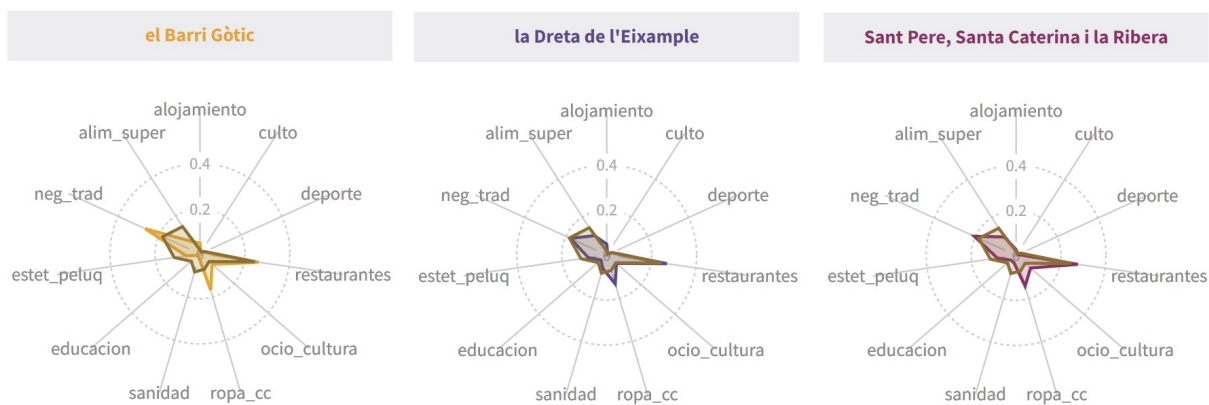 el Barri Gòtic
alojamiento
alim_super
culto
0.4
neg_trad
deporte
0.2
estet_peluq
restaurantes
educacion
ocio_cultura
sanidad
ropa_cc
la Dreta de l'Eixample
alojamiento
alim_super
culto
0.4
neg_trad
deporte
0.2
estet_peluq
restaurantes
educacion
ocio_cultura
sanidad
ropa_cc
Sant Pere, Santa Caterina i la Ribera
alojamiento
alim_super
culto
0.4
neg_trad
deporte
0.2
estet_peluq
restaurantes
educacion
ocio_cultura
sanidad
ropa_cc